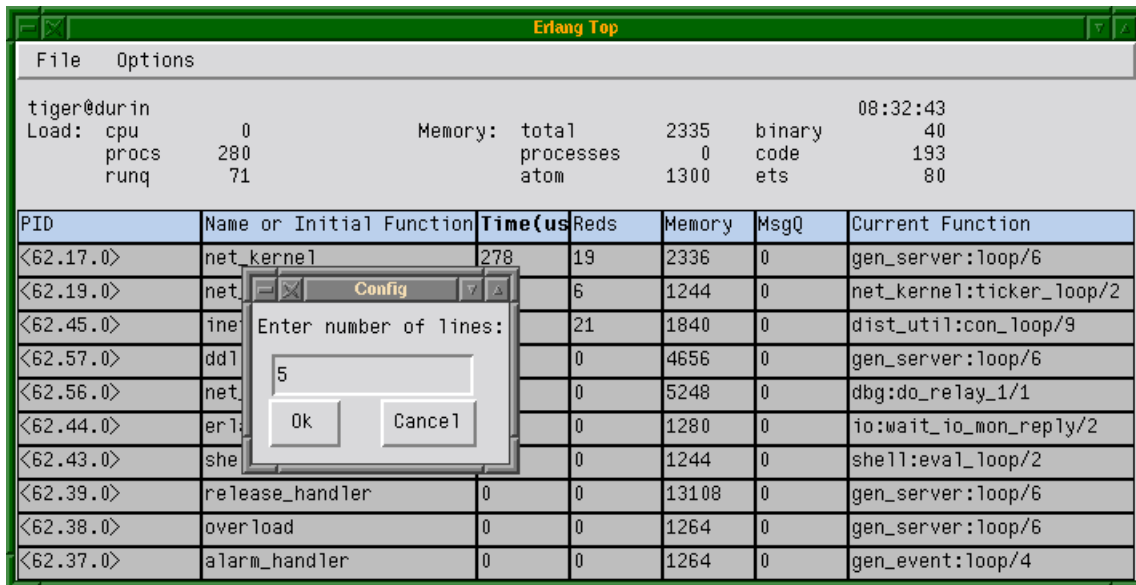 Erlang Top
File Options
tiger@durin 08:32:43
Load: cpu 0 Memory: total 2335 binary 40
procs 280 processes 0 code 193
runq 71 atom 1300 ets 80
PID Name or Initial Function Time(us Reds Memory MsgQ Current Function
<62.17.0> net_kernel 278 19 2336 0 gen_server:loop/6
<62.19.0> net_ 6 1244 0 net_kernel:ticker_loop/2
<62.45.0> ine 21 1840 0 dist_util:con_loop/9
<62.57.0> ddl 0 4656 0 gen_server:loop/6
<62.56.0> net_ 0 5248 0 dbg:do_relay_1/1
<62.44.0> erl 0 1280 0 io:wait_io_mon_reply/2
<62.43.0> she 0 1244 0 shell:eval_loop/2
<62.39.0> release_handler 0 0 13108 0 gen_server:loop/6
<62.38.0> overload 0 0 1264 0 gen_server:loop/6
<62.37.0> alarm_handler 0 0 1264 0 gen_event:loop/4
Config
Enter number of lines:
5
Ok Cancel